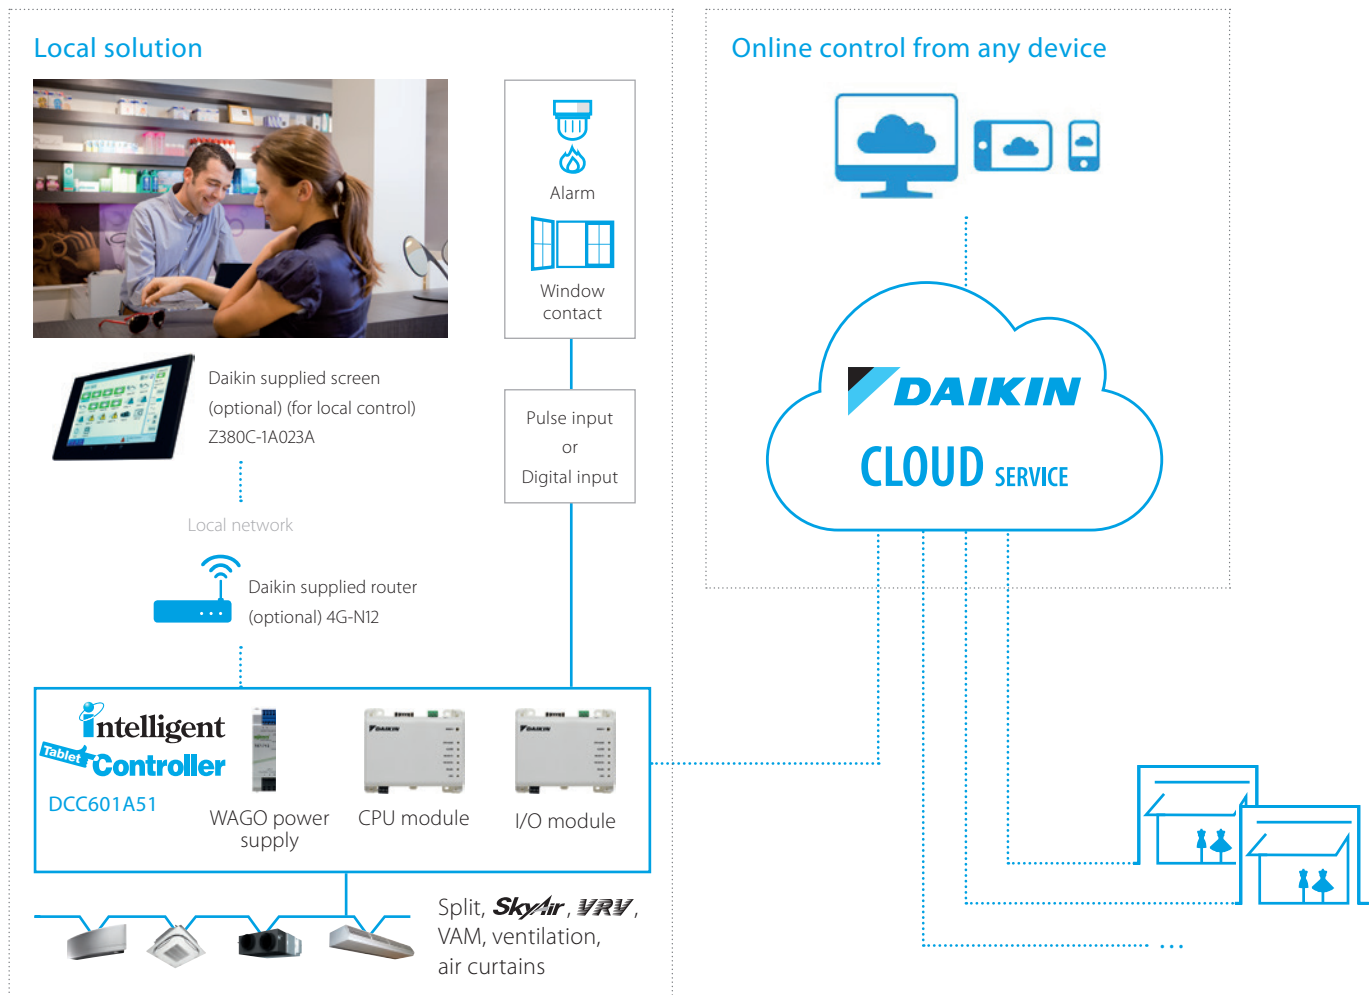 Local solution
Alarm
Window
contact
Daikin supplied screen
(optional) (for local control)
Z380C-1A023A
Pulse input
or
Digital input
Local network
Daikin supplied router
(optional) 4G-N12
intelligent
Tablet Controller
DCC601A51
DAIKIN
DAIKIN
WAGO power
supply
CPU module
I/O module
Split, SkyAir, VRV,
VAM, ventilation,
air curtains
Online control from any device
DAIKIN
CLOUD SERVICE
...